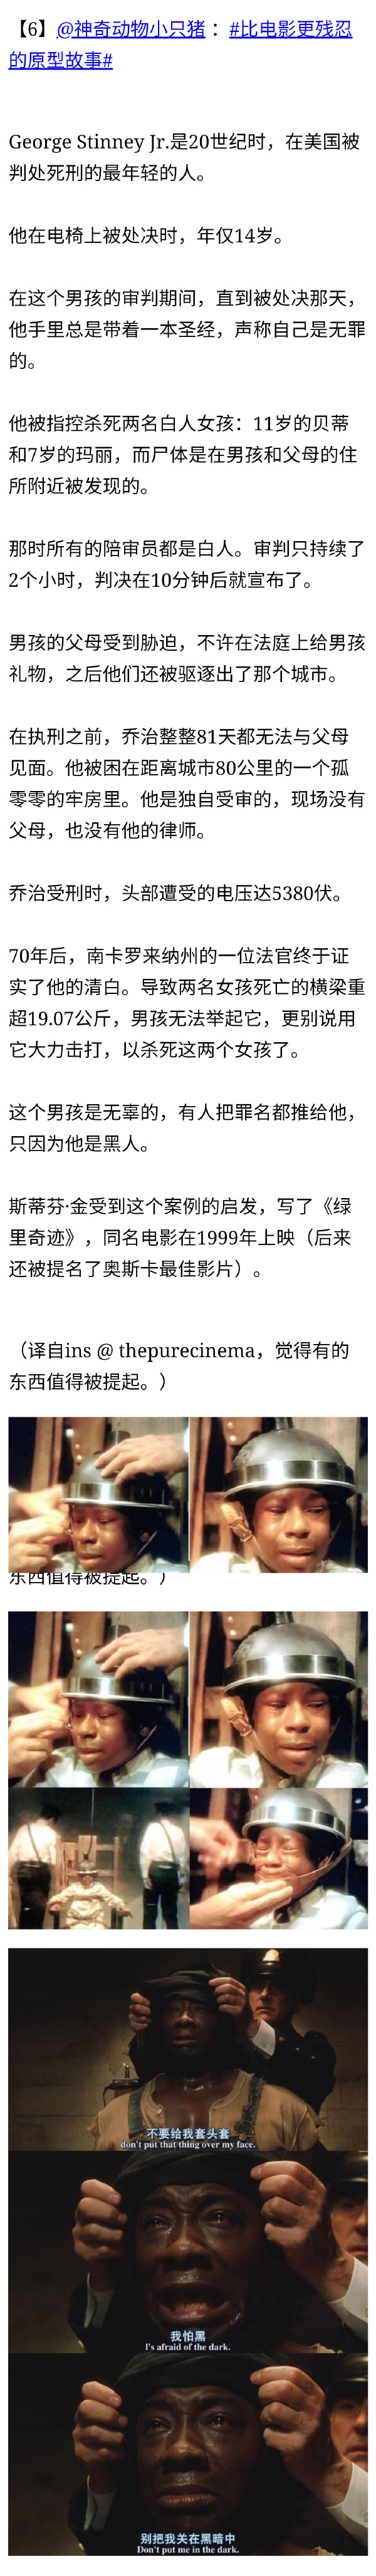 【6】@神奇动物小只猪 ：#比电影更残忍
的原型故事#
George Stinney Jr.是20世纪时，在美国被
判处死刑的最年轻的人。
他在电椅上被处决时，年仅14岁。
在这个男孩的审判期间，直到被处决那天，
他手里总是带着一本圣经，声称自己是无罪
的。
他被指控杀死两名白人女孩：11岁的贝蒂
和7岁的玛丽，而尸体是在男孩和父母的住
所附近被发现的。
那时所有的陪审员都是白人。审判只持续了
2个小时，判决在10分钟后就宣布了。
男孩的父母受到胁迫，不许在法庭上给男孩
礼物，之后他们还被驱逐出了那个城市。
在执刑之前，乔治整整81天都无法与父母
见面。他被困在距离城市80公里的一个孤
零零的牢房里。他是独自受审的，现场没有
父母，也没有他的律师。
乔治受刑时，头部遭受的电压达5380伏。
70年后，南卡罗来纳州的一位法官终于证
实了他的清白。导致两名女孩死亡的横梁重
超19.07公斤，男孩无法举起它，更别说用
它大力击打，以杀死这两个女孩了。
这个男孩是无辜的，有人把罪名都推给他，
只因为他是黑人。
斯蒂芬·金受到这个案例的启发，写了《绿
里奇迹》，同名电影在1999年上映（后来
还被提名了奥斯卡最佳影片）。
（译自ins @ thepurecinema，觉得有的
东西值得被提起。）
东西值得被提起。）
不要给我套头套
don't put that thing over my face.
我怕黑
I's afraid of the dark.
别把我关在黑暗中
Don't put me in the dark.